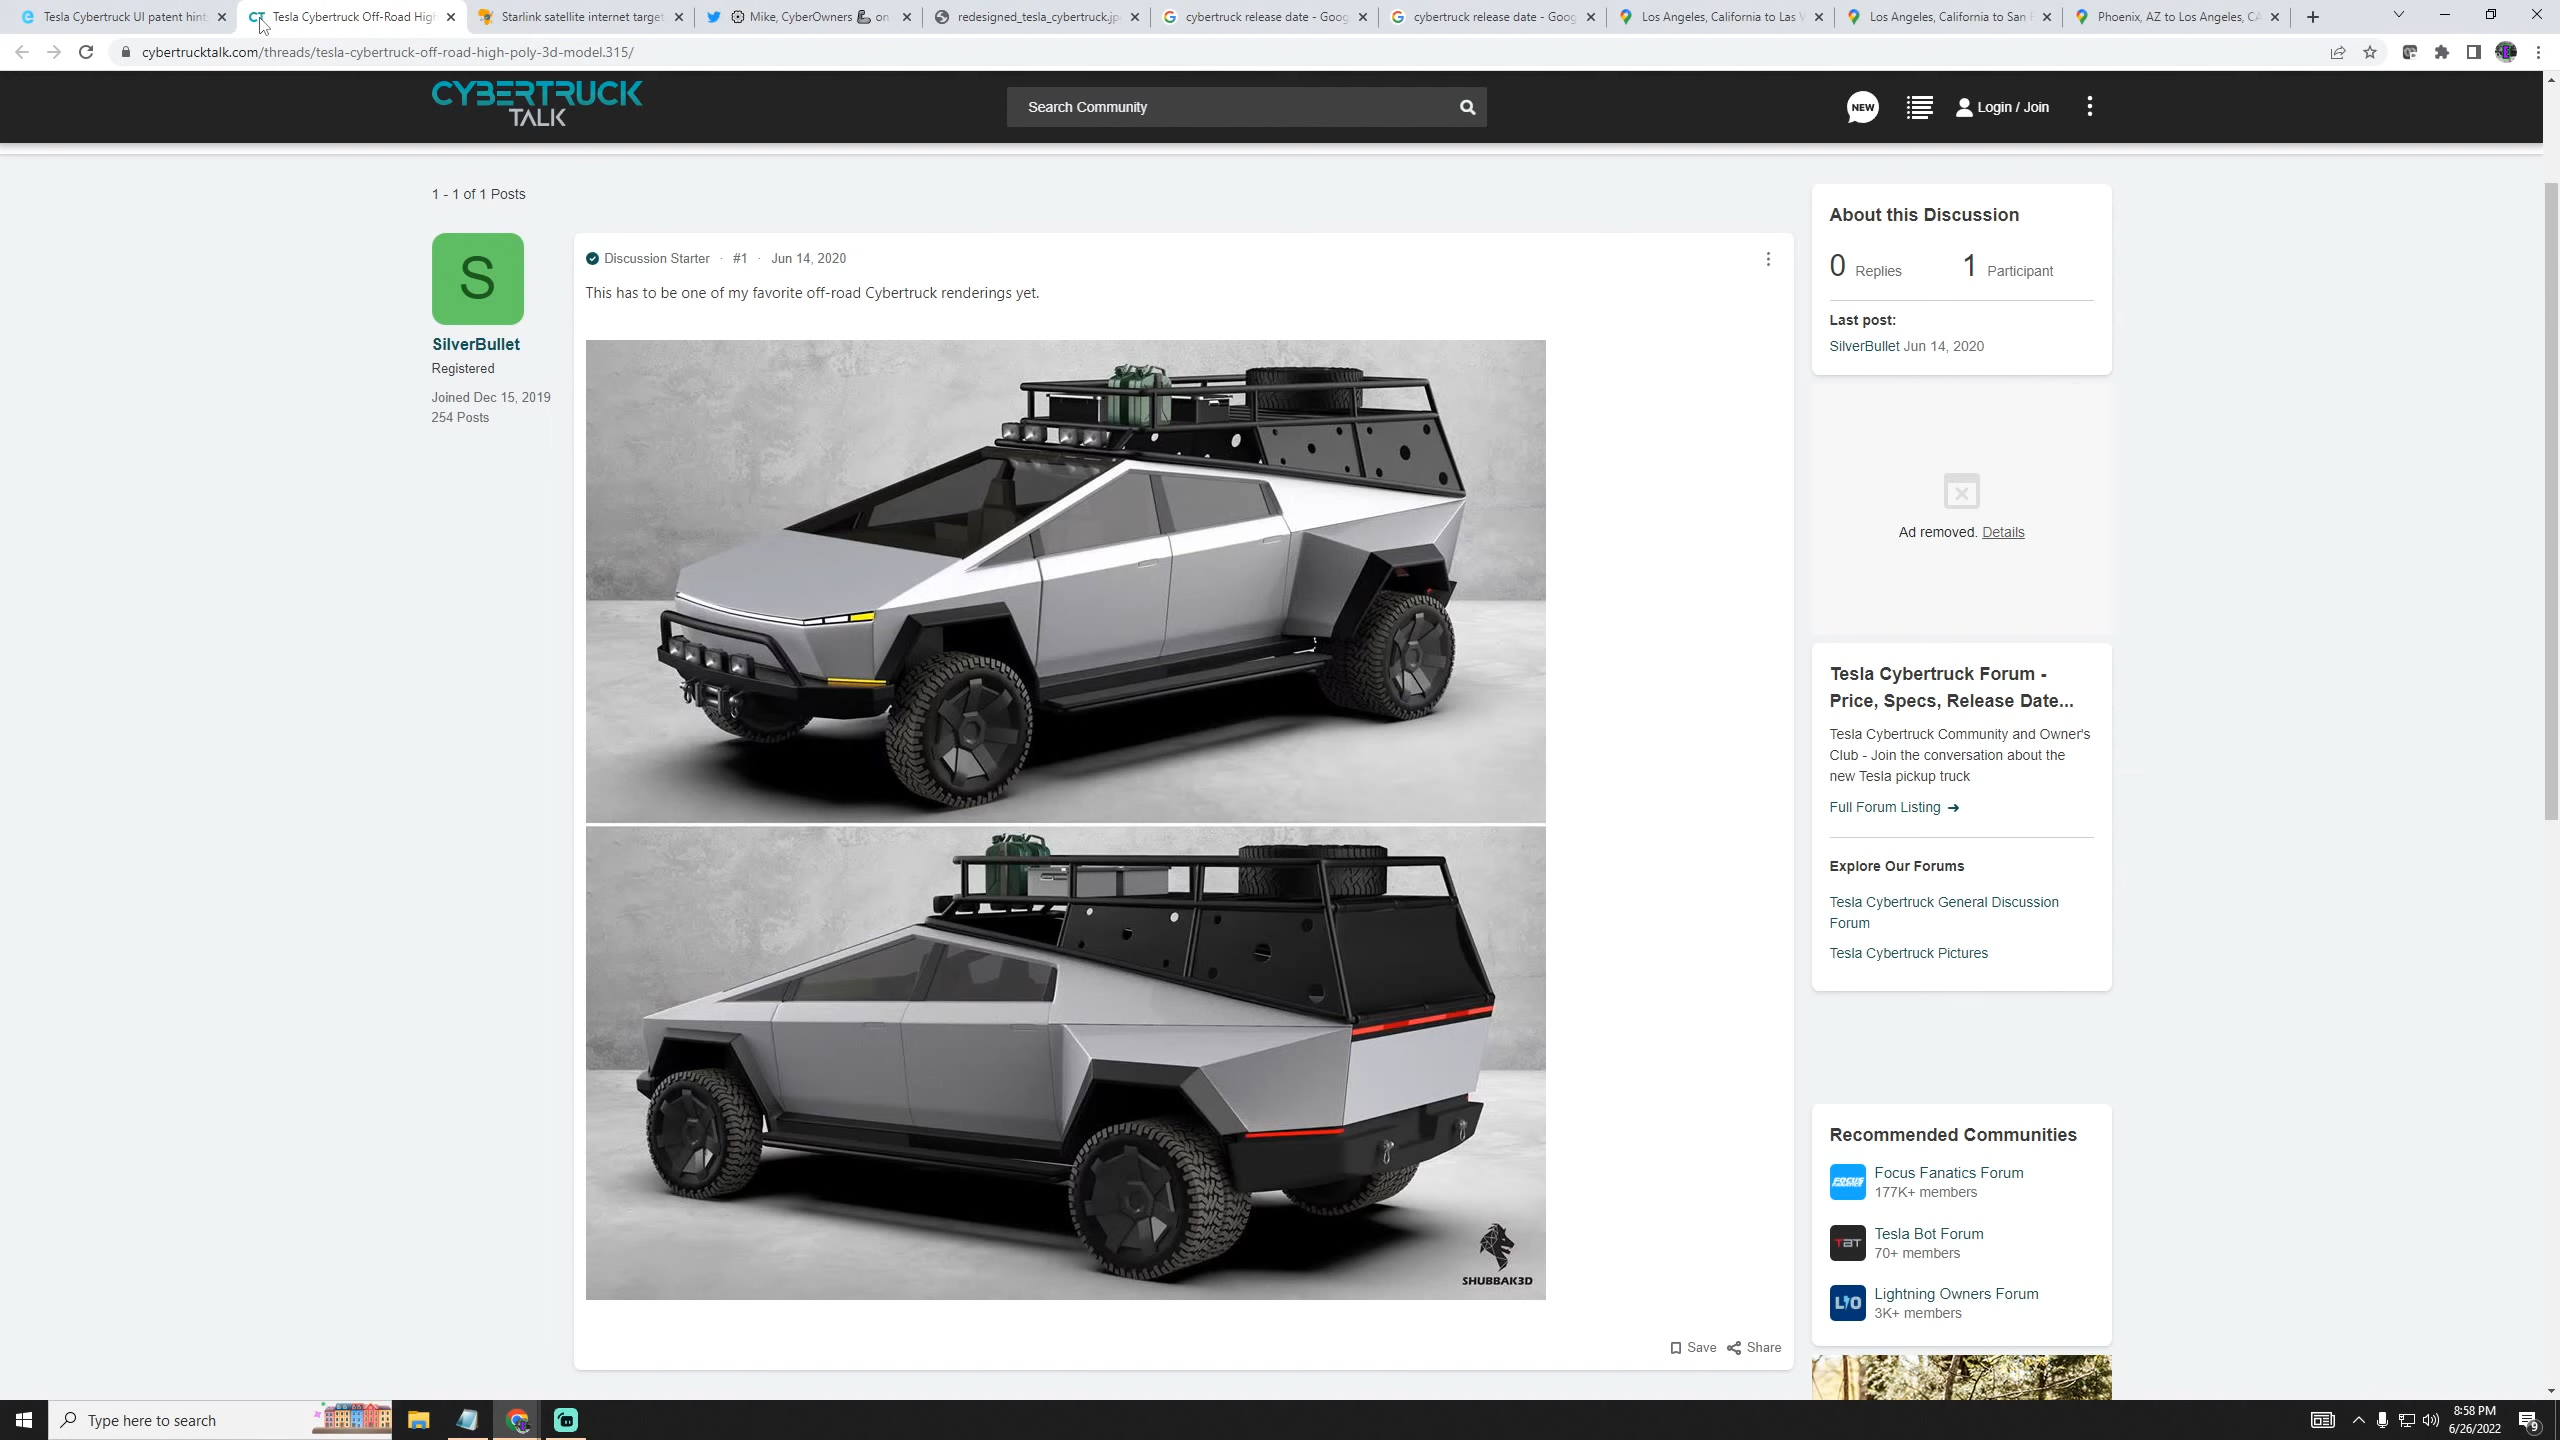 Tesla Cybertruck UI patent hint
Tesla Cybertruck Off-Road High
Starlink satellite internet target
Mike, CyberOwners 🦾 on
redesigned_tesla_cybertruck.jp
cybertruck release date - Goog
cybertruck release date - Goog
Los Angeles, California to Las V
Los Angeles, California to San F
Phoenix, AZ to Los Angeles, CA
cybertrucktalk.com/threads/tesla-cybertruck-off-road-high-poly-3d-model.315/
CYBERTRUCK
TALK
Search Community
NEW
Login / Join
1 - 1 of 1 Posts
S
SilverBullet
Registered
Joined Dec 15, 2019
254 Posts
Discussion Starter · #1 · Jun 14, 2020
This has to be one of my favorite off-road Cybertruck renderings yet.
SHUBBAK3D
Save
Share
About this Discussion
0 Replies
1 Participant
Last post:
SilverBullet Jun 14, 2020
Ad removed. Details
Tesla Cybertruck Forum -
Price, Specs, Release Date...
Tesla Cybertruck Community and Owner's
Club - Join the conversation about the
new Tesla pickup truck
Full Forum Listing ➜
Explore Our Forums
Tesla Cybertruck General Discussion
Forum
Tesla Cybertruck Pictures
Recommended Communities
FOCUS
FANATICS
Focus Fanatics Forum
177K+ members
TBT
Tesla Bot Forum
70+ members
LIO
Lightning Owners Forum
3K+ members
Type here to search
8:58 PM
6/26/2022
9